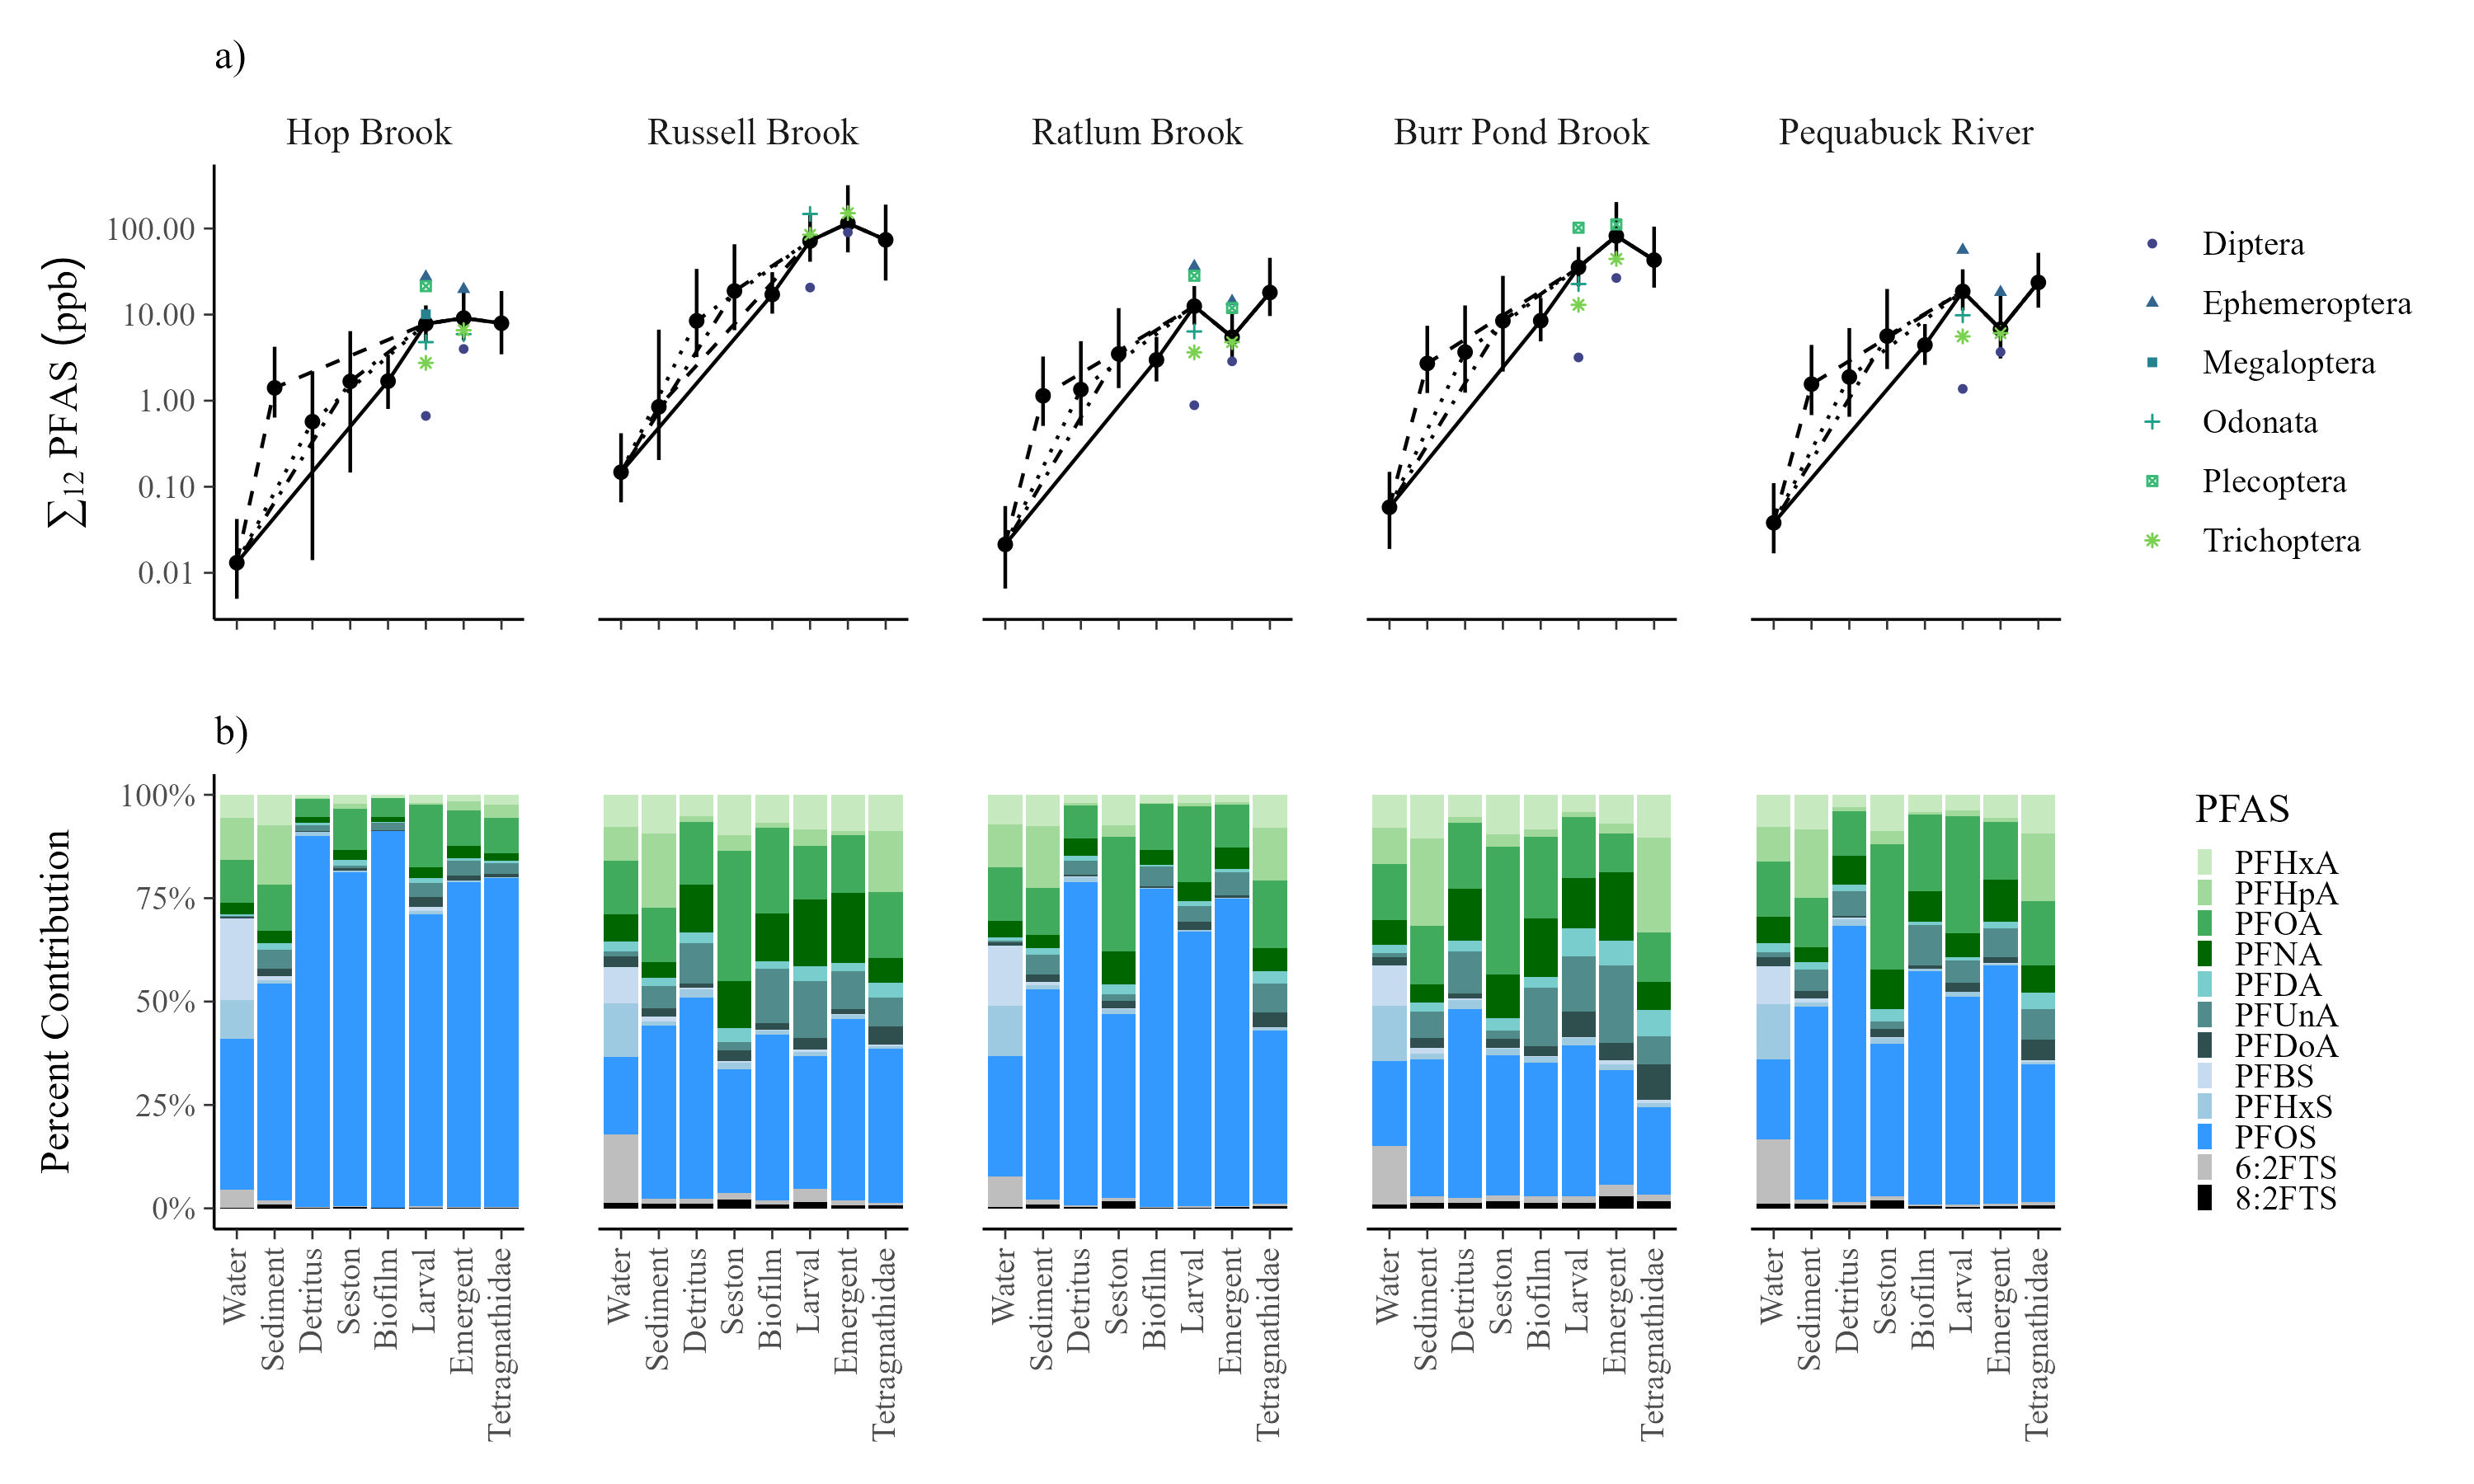 a)
Hop Brook
Russell Brook
Ratlum Brook
Burr Pond Brook
Pequabuck River
∑12 PFAS (ppb)
100.00
10.00
1.00
0.10
0.01
Diptera
Ephemeroptera
Megaloptera
Odonata
Plecoptera
Trichoptera
b)
Percent Contribution
100%
75%
50%
25%
0%
Water
Sediment
Detritus
Seston
Biofilm
Larval
Emergent
Tetragnathidae
Water
Sediment
Detritus
Seston
Biofilm
Larval
Emergent
Tetragnathidae
Water
Sediment
Detritus
Seston
Biofilm
Larval
Emergent
Tetragnathidae
Water
Sediment
Detritus
Seston
Biofilm
Larval
Emergent
Tetragnathidae
Water
Sediment
Detritus
Seston
Biofilm
Larval
Emergent
Tetragnathidae
PFAS
PFHxA
PFHpA
PFOA
PFNA
PFDA
PFUnA
PFDoA
PFBS
PFHxS
PFOS
6:2FTS
8:2FTS